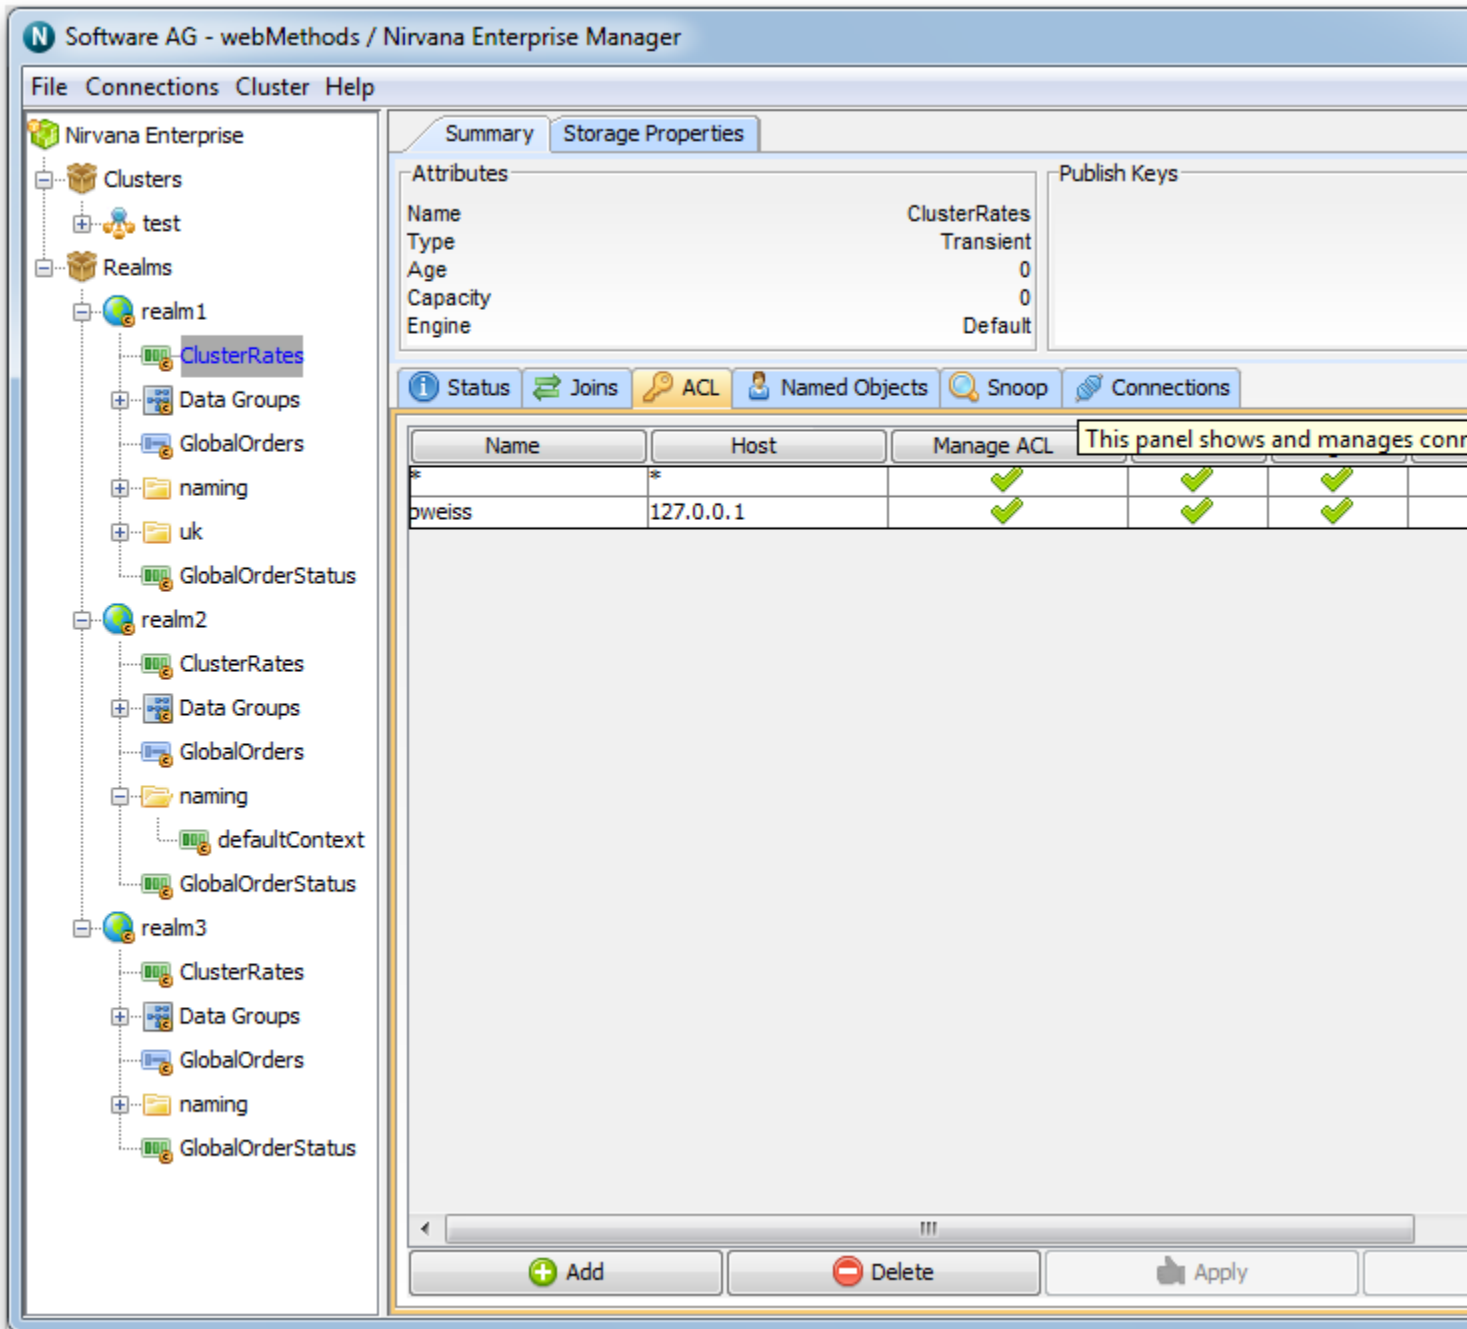 Software AG - webMethods / Nirvana Enterprise Manager
File Connections Cluster Help
Nirvana Enterprise
Clusters
test
Realms
realm1
ClusterRates
Data Groups
GlobalOrders
naming
uk
GlobalOrderStatus
realm2
ClusterRates
Data Groups
GlobalOrders
naming
defaultContext
GlobalOrderStatus
realm3
ClusterRates
Data Groups
GlobalOrders
naming
GlobalOrderStatus
Summary Storage Properties
Attributes
Name ClusterRates
Type Transient
Age 0
Capacity 0
Engine Default
Publish Keys
Status Joins ACL Named Objects Snoop Connections
This panel shows and manages
Name Host Manage ACL
* *
pweiss 127.0.0.1
Add Delete Apply